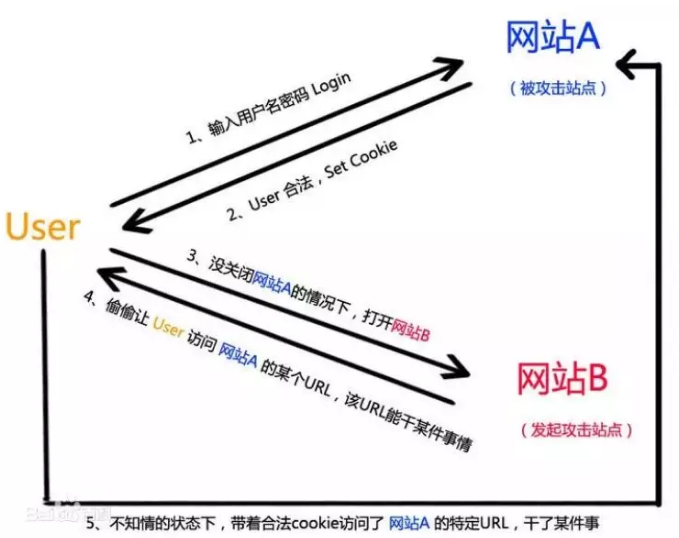 网站A
（被攻击站点）
1、输入用户名密码 Login
2、User 合法，Set Cookie
User
3、没关闭网站A的情况下，打开网站B
4、偷偷让 User 访问 网站A 的某个URL，该URL能干某件事情
网站B
（发起攻击站点）
5、不知情的状态下，带着合法cookie访问了 网站A 的特定URL，干了某件事